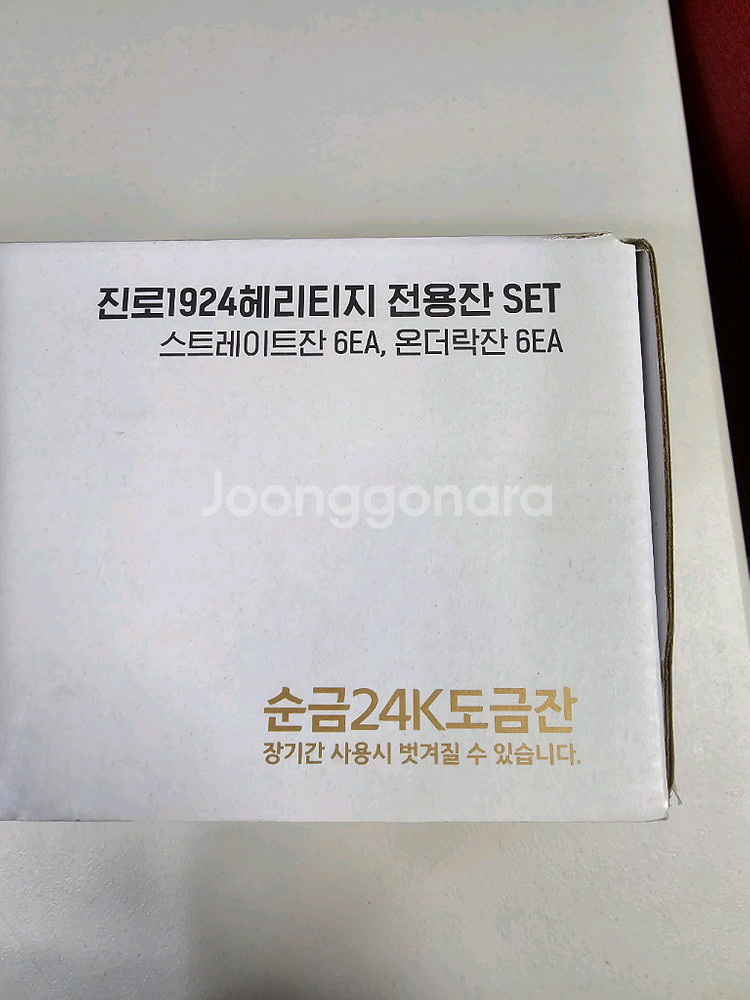 진로1924헤리티지 전용잔 SET
스트레이트잔 6EA, 온더락잔 6EA
Joonggonara
순금24K도금잔
장기간 사용시 벗겨질 수 있습니다.